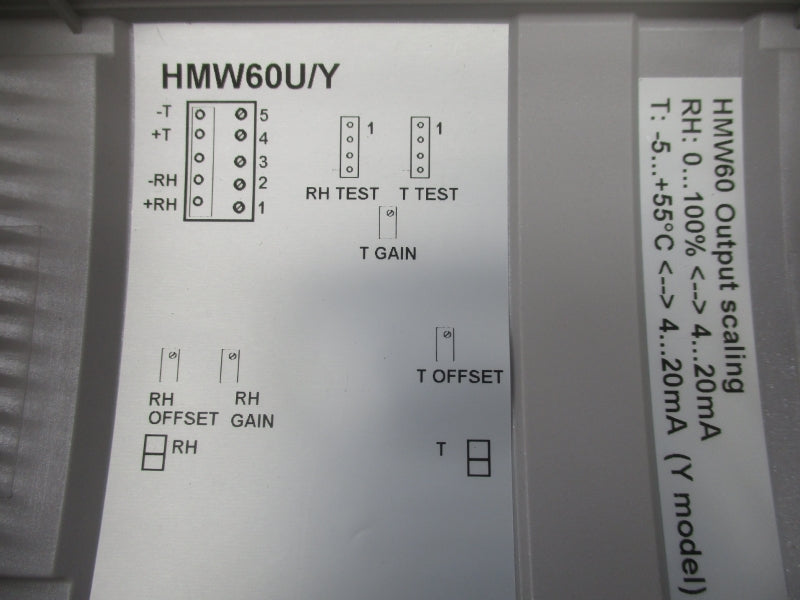 HMW60U/Y
-T
5
+T
4
3
-RH
2
+RH
1
1
1
RH TEST
T TEST
T GAIN
T OFFSET
RH
OFFSET
RH
GAIN
RH
T
HMW60 Output scaling
RH: 0...100% <--> 4...20mA
T: -5...+55°C <--> 4...20mA (Y model)